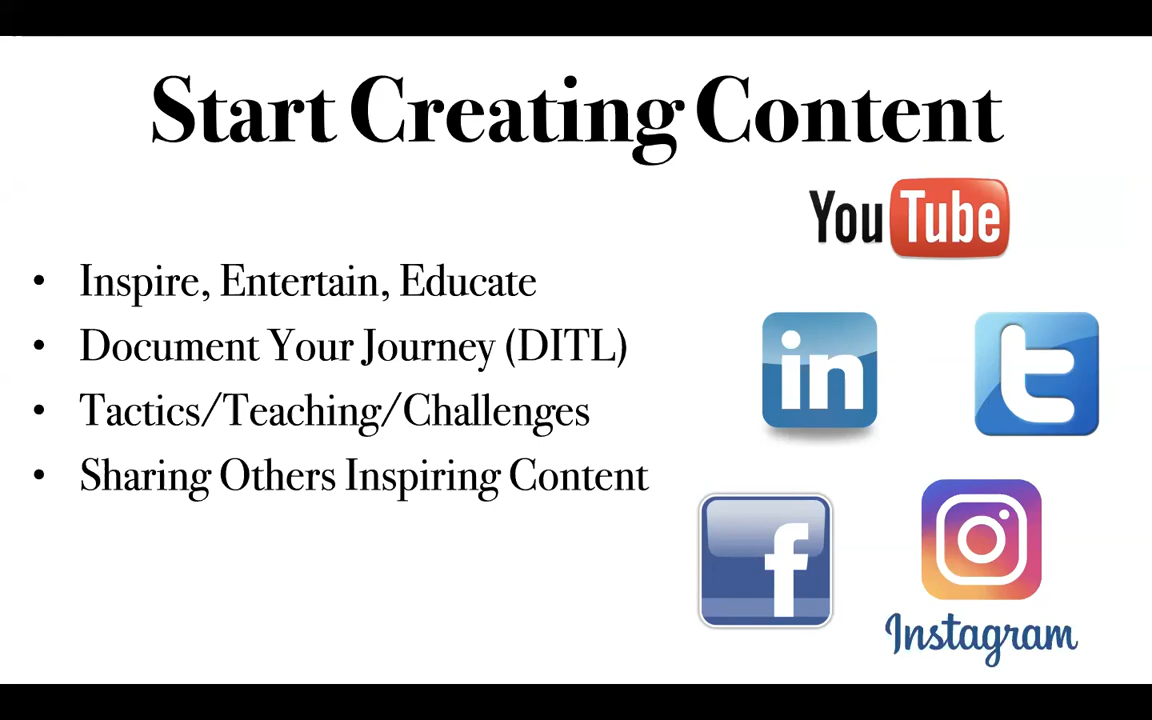 Start Creating Content
YouTube
• Inspire, Entertain, Educate
• Document Your Journey (DITL)
• Tactics/Teaching/Challenges
• Sharing Others Inspiring Content
in
t
f
Instagram